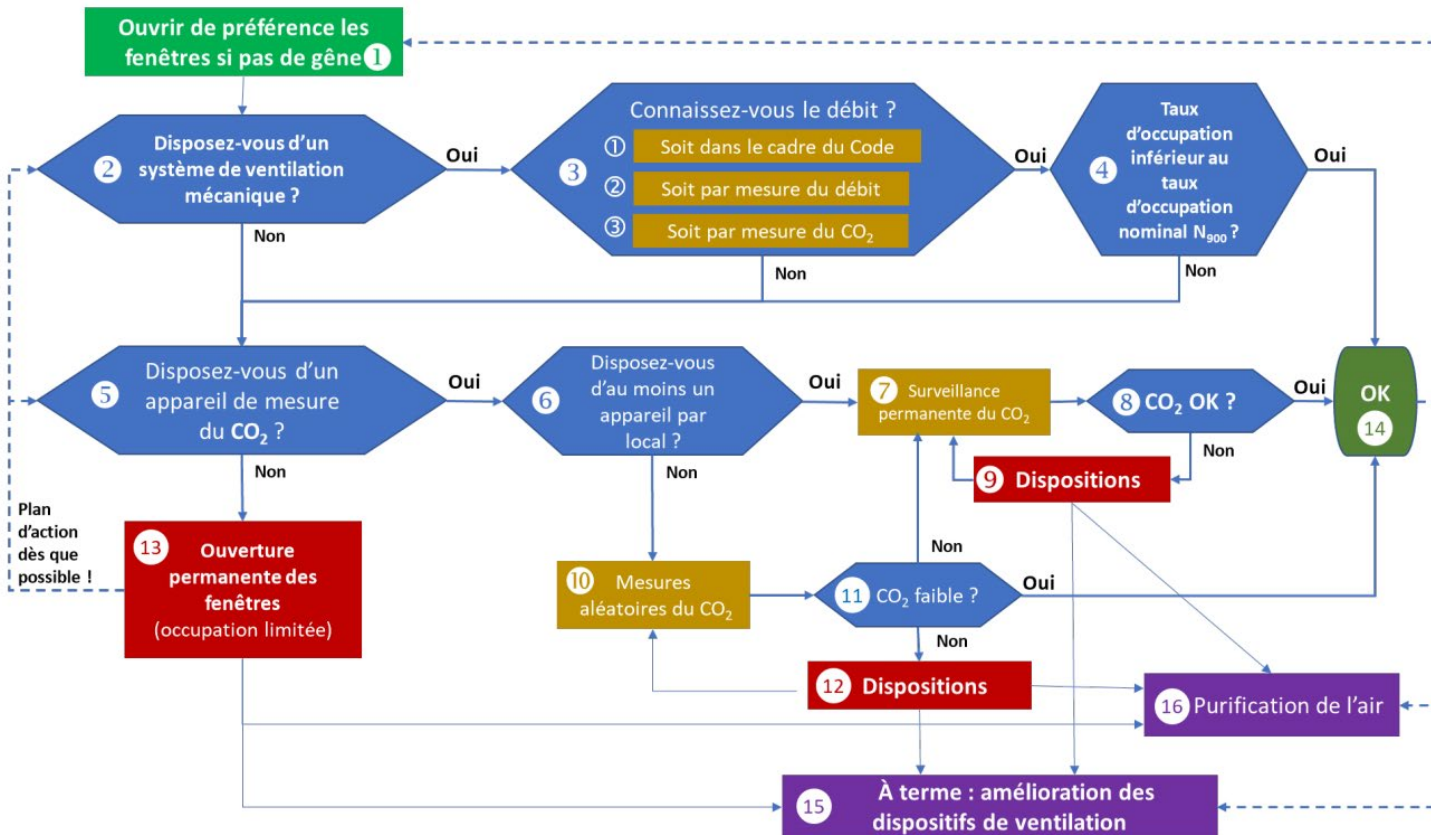 Ouvrir de préférence les
fenêtres si pas de gêne 1
2
Disposez-vous d’un
système de ventilation
mécanique ?
Oui
Non
Connaissez-vous le débit ?
3
① Soit dans le cadre du Code
② Soit par mesure du débit
③ Soit par mesure du CO₂
Oui
Non
4
Taux
d’occupation
inférieur au
taux
d’occupation
nominal N₉₀₀ ?
Oui
Non
5
Disposez-vous d’un
appareil de mesure
du CO₂ ?
Oui
Non
6
Disposez-vous
d’au moins un
appareil par
local ?
Oui
Non
7 Surveillance
permanente du CO₂
8 CO₂ OK ?
Oui
Non
OK
14
9 Dispositions
Plan
d’action
dès que
possible !
13
Ouverture
permanente des
fenêtres
(occupation limitée)
10 Mesures
aléatoires du CO₂
Non
11 CO₂ faible ?
Oui
Non
12 Dispositions
16 Purification de l’air
15
À terme : amélioration des
dispositifs de ventilation